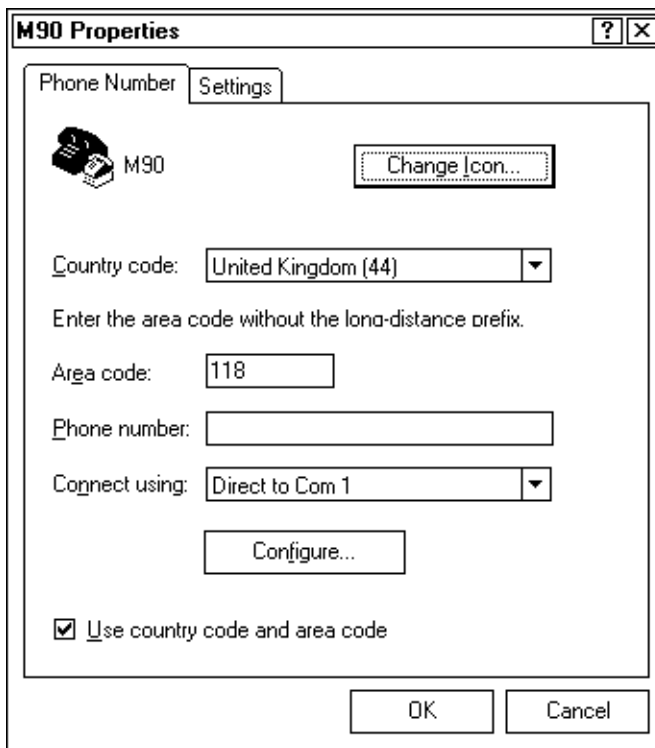 M90 Properties
Phone Number Settings
M90 Change Icon...
Country code: United Kingdom (44)
Enter the area code without the long-distance prefix.
Area code: 118
Phone number:
Connect using: Direct to Com 1
Configure...
Use country code and area code
OK Cancel